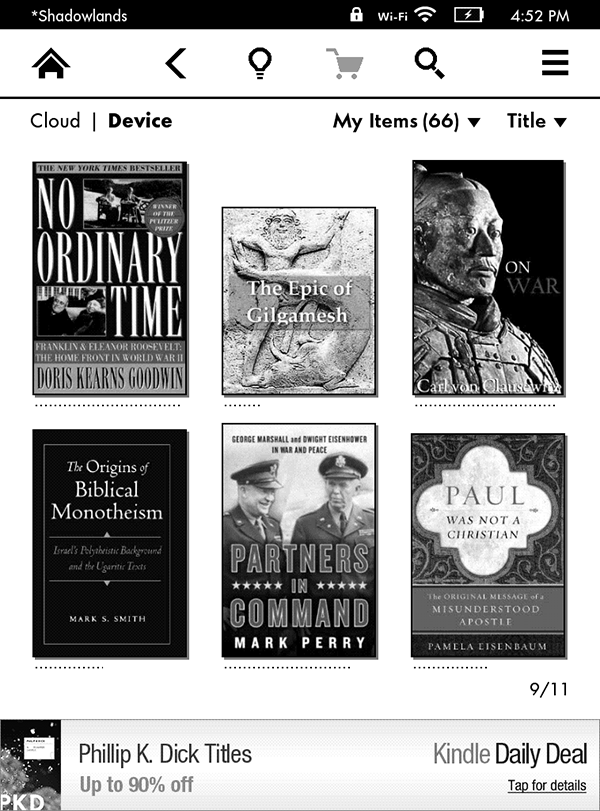 *Shadowlands
Wi-Fi
4:52 PM
Cloud | Device
My Items (66)
Title
THE NEW YORK TIMES BESTSELLER
NO
WINNER
OF THE
PULITZER
PRIZE
ORDINARY
TIME
FRANKLIN & ELEANOR ROOSEVELT:
THE HOME FRONT IN WORLD WAR II
DORIS KEARNS GOODWIN
The Epic of
Gilgamesh
ON
WAR
Carl von Clausewitz
The Origins of
Biblical
Monotheism
Israel's Polytheistic Background
and the Ugaritic Texts
MARK S. SMITH
GEORGE MARSHALL and DWIGHT EISENHOWER
IN WAR AND PEACE
PARTNERS
IN
COMMAND
MARK PERRY
PAUL
WAS NOT A
CHRISTIAN
The ORIGINAL MESSAGE of a
MISUNDERSTOOD
APOSTLE
PAMELA EISENBAUM
9/11
PKD
Phillip K. Dick Titles
Up to 90% off
Kindle Daily Deal
Tap for details